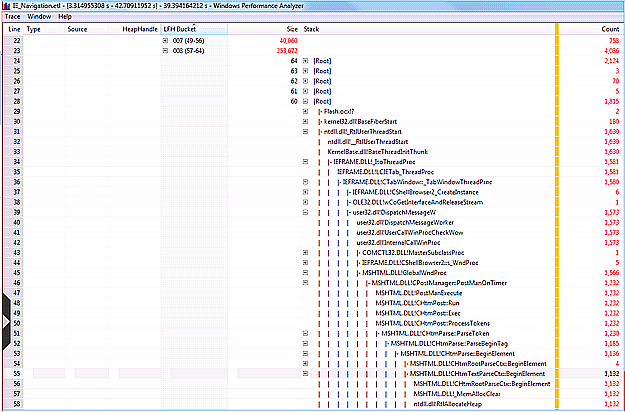 IE_Navigation.etl - [3.314955308 s - 42.70911952 s] - 39.394164212 s - Windows Performance Analyzer
Trace Window Help
Line Type Source HeapHandle LFH Bucket Size Stack Count
22 007 (49-56) 40,960 758
23 008 (57-64) 253,672 4,086
24 64 [Root] 2,124
25 63 [Root] 3
26 62 [Root] 70
27 61 [Root] 5
28 60 [Root] 1,815
29 |- Flash.ocx!? 2
30 |- kernel32.dll!BaseFiberStart 180
31 |- ntdll.dll!_RtlUserThreadStart 1,630
32 ntdll.dll!__RtlUserThreadStart 1,630
33 KernelBase.dll!BaseThreadInitThunk 1,630
34 |- IEFRAME.DLL!_IsoThreadProc 1,581
35 IEFRAME.DLL!LCIETab_ThreadProc 1,581
36 |- IEFRAME.DLL!CTabWindow::_TabWindowThreadProc 1,580
37 |- IEFRAME.DLL!CShellBrowser2_CreateInstance 6
38 |- OLE32.DLL!wCoGetInterfaceAndReleaseStream 1
39 |- user32.dll!DispatchMessageW 1,573
40 user32.dll!DispatchMessageWorker 1,573
41 user32.dll!UserCallWinProcCheckWow 1,573
42 user32.dll!InternalCallWinProc 1,573
43 |- COMCTL32.DLL!MasterSubclassProc 1
44 |- IEFRAME.DLL!CShellBrowser2::s_WndProc 5
45 |- MSHTML.DLL!GlobalWndProc 1,566
46 |- MSHTML.DLL!CPostManager::PostManOnTimer 1,232
47 MSHTML.DLL!PostManExecute 1,232
48 MSHTML.DLL!CHtmPost::Run 1,232
49 MSHTML.DLL!CHtmPost::Exec 1,232
50 MSHTML.DLL!CHtmPost::ProcessTokens 1,232
51 |- MSHTML.DLL!CHtmParse::ParseToken 1,230
52 |- MSHTML.DLL!CHtmParse::ParseBeginTag 1,185
53 |- MSHTML.DLL!CHtmParse::BeginElement 1,136
54 |- MSHTML.DLL!CHtmRootParseCtx::BeginElement 4
55 |- MSHTML.DLL!CHtmTextParseCtx::BeginElement 1,132
56 MSHTML.DLL!CHtmRootParseCtx::BeginElement 1,132
57 MSHTML.DLL!_MemAllocClear 1,132
58 ntdll.dll!RtlAllocateHeap 1,132